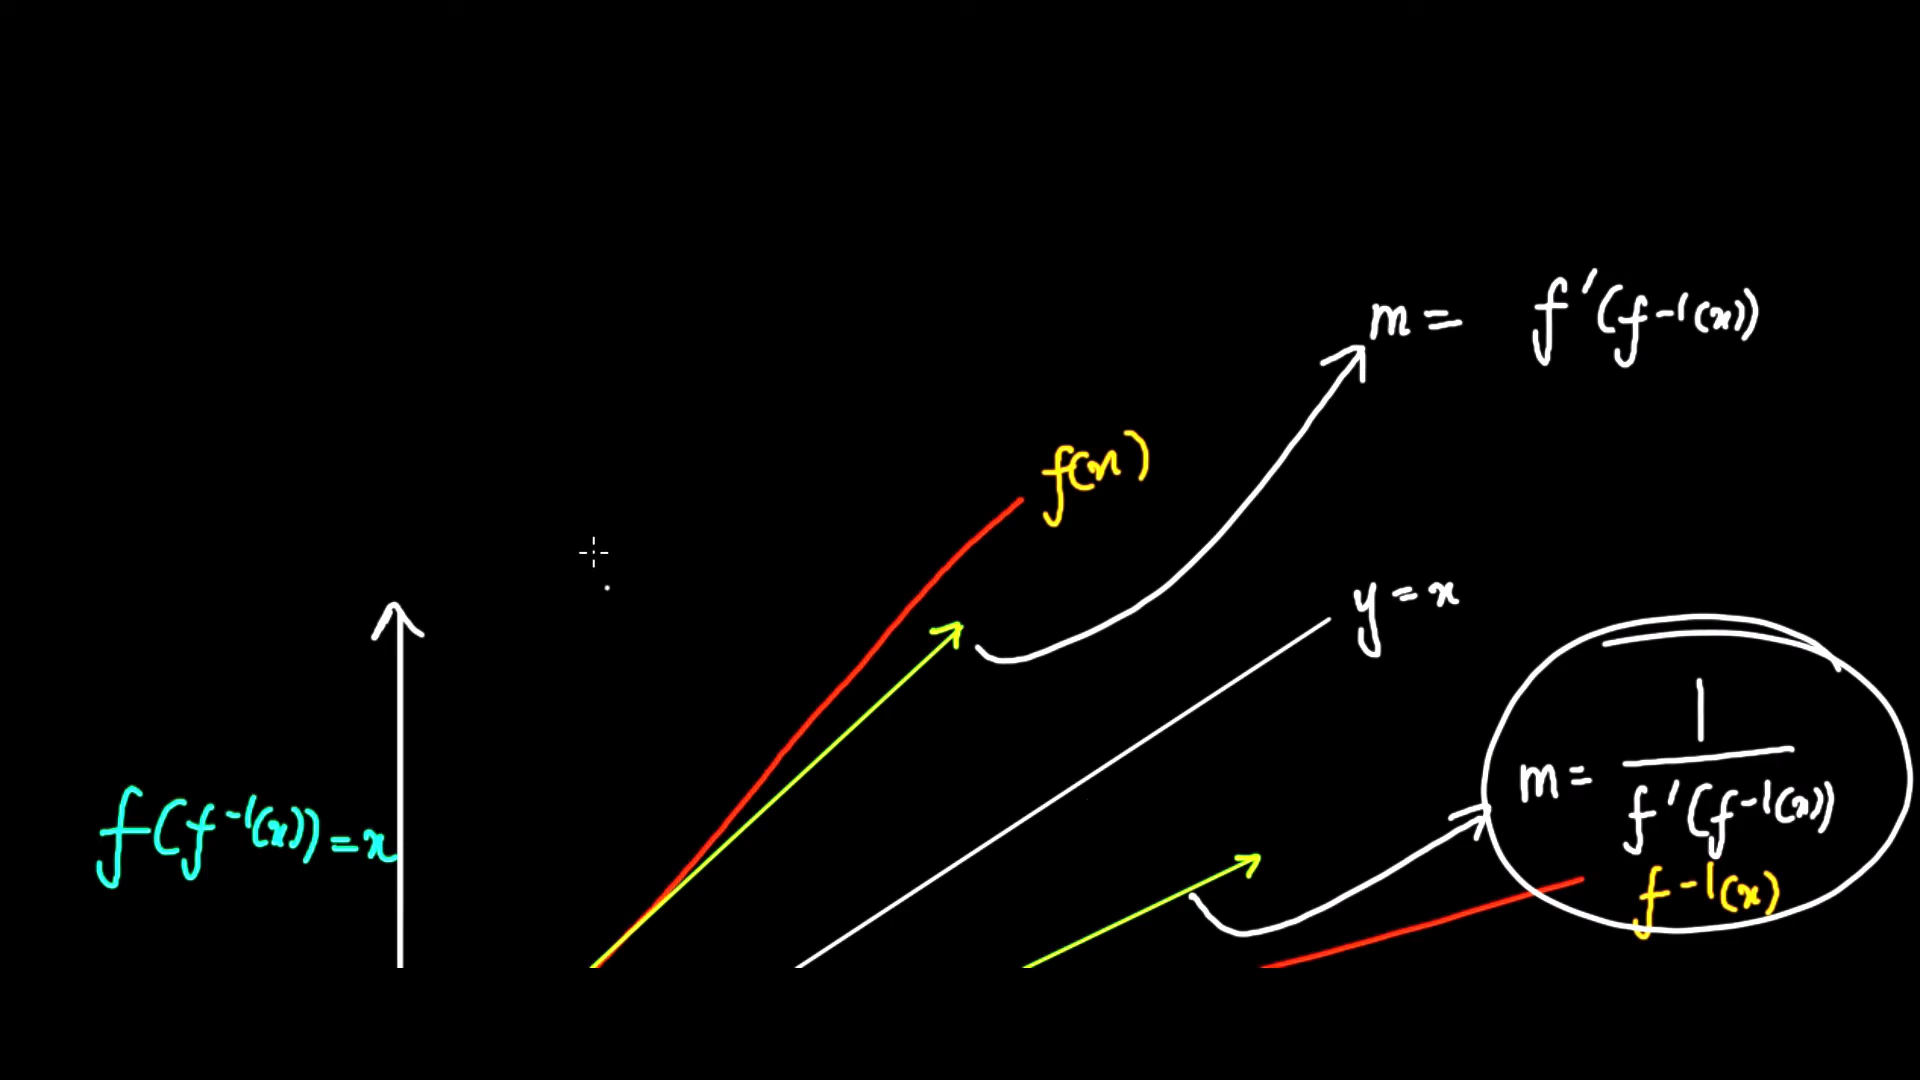 m = f'(f⁻¹(x))
f(x)
y = x
m = 1/f'(f⁻¹(x))
f(f⁻¹(x)) = x
f⁻¹(x)